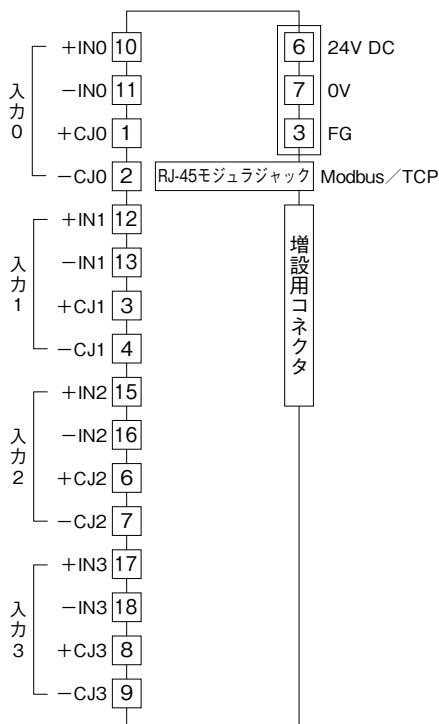 入力0
+IN0 10
−IN0 11
+CJ0 1
−CJ0 2
入力1
+IN1 12
−IN1 13
+CJ1 3
−CJ1 4
入力2
+IN2 15
−IN2 16
+CJ2 6
−CJ2 7
入力3
+IN3 17
−IN3 18
+CJ3 8
−CJ3 9
6 24V DC
7 0V
3 FG
RJ-45モジュラジャック Modbus/TCP
増設用コネクタ